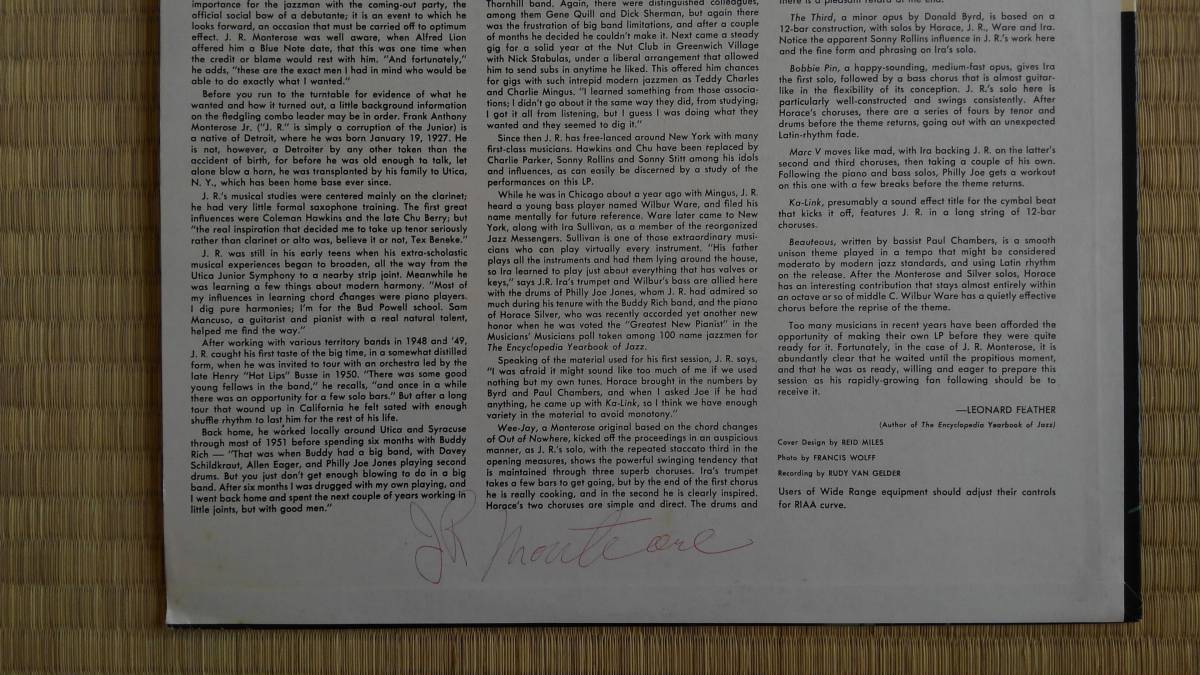 importance for the jazzman with the coming-out party, the
official social bow of a debutante; it is an event to which he
looks forward, an occasion that must be carried off to optimum
effect. J. R. Monterose was well aware, when Alfred Lion
offered him a Blue Note date, that this was one time when
the credit or blame would rest with him. "And fortunately,"
he adds, "these are the exact men I had in mind who would be
able to do exactly what I wanted."
Before you run to the turntable for evidence of what he
wanted and how it turned out, a little background information
on the fledgling combo leader may be in order. Frank Anthony
Monterose Jr. ("J. R." is simply a corruption of the Junior) is
a native of Detroit, where he was born January 19, 1927. He
is not, however, a Detroiter by any other token than the
accident of birth, for before he was old enough to talk, let
alone blow a horn, he was transplanted by his family to Utica,
N. Y., which has been home base ever since.
J. R.'s musical studies were centered mainly on the clarinet;
he had very little formal saxophone training. The first great
influences were Coleman Hawkins and the late Chu Berry; but
"the real inspiration that decided me to take up tenor seriously
rather than clarinet or alto was, believe it or not, Tex Beneke."
J. R. was still in his early teens when his extra-scholastic
musical experiences began to broaden, all the way from the
Utica Junior Symphony to a nearby strip joint. Meanwhile he
was learning a few things about modern harmony. "Most of
my influences in learning chord changes were piano players.
I dig pure harmonies; I'm for the Bud Powell school. Sam
Mancuso, a guitarist and pianist with a real natural talent,
helped me find the way."
After working with various territory bands in 1948 and '49,
J. R. caught his first taste of the big time, in a somewhat distilled
form, when he was invited to tour with an orchestra led by the
late Henry "Hot Lips" Busse in 1950. "There was some good
young fellows in the band," he recalls, "and once in a while
there was an opportunity for a few solo bars." But after a long
tour that wound up in California he felt sated with enough
shuffle rhythm to last him for the rest of his life.
Back home, he worked locally around Utica and Syracuse
through most of 1951 before spending six months with Buddy
Rich — "That was when Buddy had a big band, with Davey
Schildkraut, Allen Eager, and Philly Joe Jones playing second
drums. But you just don't get enough blowing to do in a big
band. After six months I was drugged with my own playing, and
I went back home and spent the next couple of years working in
little joints, but with good men."
Thornhill band. Again, there were distinguished colleagues,
among them Gene Quill and Dick Sherman, but again there
was the frustration of big band limitations, and after a couple
of months he decided he couldn't make it. Next came a steady
gig for a solid year at the Nut Club in Greenwich Village
with Nick Stabulas, under a liberal arrangement that allowed
him to send subs in anytime he liked. This offered him chances
for gigs with such intrepid modern jazzmen as Teddy Charles
and Charlie Mingus. "I learned something from those associa-
tions; I didn't go about it the same way they did, from studying;
I got it all from listening, but I guess I was doing what they
wanted and they seemed to dig it."
Since then J. R. has free-lanced around New York with many
first-class musicians. Hawkins and Chu have been replaced by
Charlie Parker, Sonny Rollins and Sonny Stitt among his idols
and influences, as can easily be discerned by a study of the
performances on this LP.
While he was in Chicago about a year ago with Mingus, J. R.
heard a young bass player named Wilbur Ware, and filed his
name mentally for future reference. Ware later came to New
York, along with Ira Sullivan, as a member of the reorganized
Jazz Messengers. Sullivan is one of those extraordinary musi-
cians who can play virtually every instrument. "His father
plays all the instruments and had them lying around the house,
so Ira learned to play just about everything that has valves or
keys," says J.R. Ira's trumpet and Wilbur's bass are allied here
with the drums of Philly Joe Jones, whom J. R. had admired so
much during his tenure with the Buddy Rich band, and the piano
of Horace Silver, who was recently accorded yet another new
honor when he was voted the "Greatest New Pianist" in the
Musicians' Musicians poll taken among 100 name jazzmen for
The Encyclopedia Yearbook of Jazz.
Speaking of the material used for his first session, J. R. says,
"I was afraid it might sound like too much of me if we used
nothing but my own tunes. Horace brought in the numbers by
Byrd and Paul Chambers, and when I asked Joe if he had
anything, he came up with Ka-Link, so I think we have enough
variety in the material to avoid monotony."
Wee-Jay, a Monterose original based on the chord changes
of Out of Nowhere, kicked off the proceedings in an auspicious
manner, as J. R.'s solo, with the repeated staccato third in the
opening measures, shows the powerful swinging tendency that
is maintained through three superb choruses. Ira's trumpet
takes a few bars to get going, but by the end of the first chorus
he is really cooking, and in the second he is clearly inspired.
Horace's two choruses are simple and direct. The drums and
there is a pleasant retard at the end.
The Third, a minor opus by Donald Byrd, is based on a
12-bar construction, with solos by Horace, J. R., Ware and Ira.
Notice the apparent Sonny Rollins influence in J. R.'s work here
and the fine form and phrasing on Ira's solo.
Bobbie Pin, a happy-sounding, medium-fast opus, gives Ira
the first solo, followed by a bass chorus that is almost guitar-
like in the flexibility of its conception. J. R.'s solo here is
particularly well-constructed and swings consistently. After
Horace's choruses, there are a series of fours by tenor and
drums before the theme returns, going out with an unexpected
Latin-rhythm fade.
Marc V moves like mad, with Ira backing J. R. on the latter's
second and third choruses, then taking a couple of his own.
Following the piano and bass solos, Philly Joe gets a workout
on this one with a few breaks before the theme returns.
Ka-Link, presumably a sound effect title for the cymbal beat
that kicks it off, features J. R. in a long string of 12-bar
choruses.
Beauteous, written by bassist Paul Chambers, is a smooth
unison theme played in a tempo that might be considered
moderato by modern jazz standards, and using Latin rhythm
on the release. After the Monterose and Silver solos, Horace
has an interesting contribution that stays almost entirely within
an octave or so of middle C. Wilbur Ware has a quietly effective
chorus before the reprise of the theme.
Too many musicians in recent years have been afforded the
opportunity of making their own LP before they were quite
ready for it. Fortunately, in the case of J. R. Monterose, it is
abundantly clear that he waited until the propitious moment,
and that he was as ready, willing and eager to prepare this
session as his rapidly-growing fan following should be to
receive it.
—LEONARD FEATHER
(Author of The Encyclopedia Yearbook of Jazz)
Cover Design by REID MILES
Photo by FRANCIS WOLFF
Recording by RUDY VAN GELDER
Users of Wide Range equipment should adjust their controls
for RIAA curve.
JR Monterose